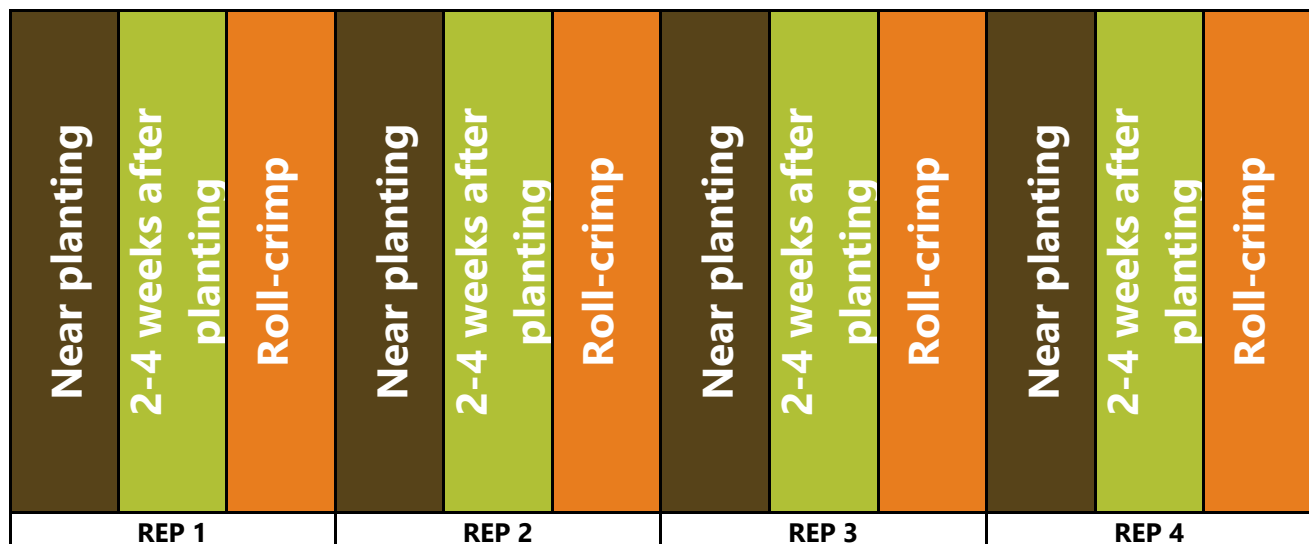 Near planting
2-4 weeks after
planting
Roll-crimp
Near planting
2-4 weeks after
planting
Roll-crimp
Near planting
2-4 weeks after
planting
Roll-crimp
Near planting
2-4 weeks after
planting
Roll-crimp
REP 1
REP 2
REP 3
REP 4